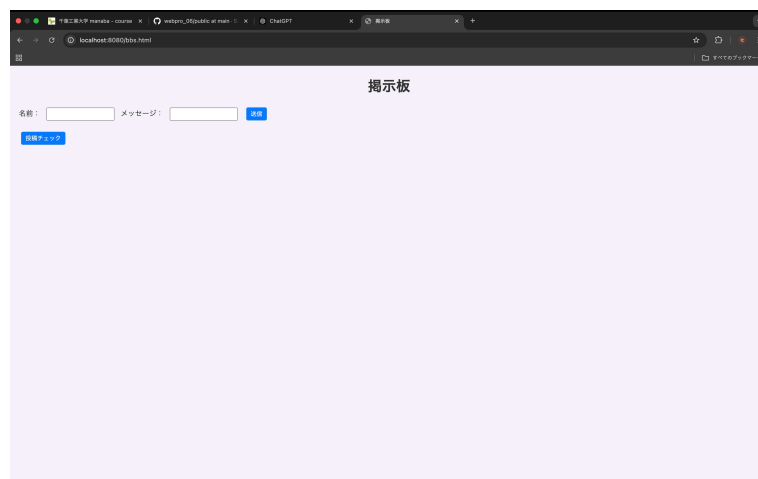 千葉工業大学 manaba - course
webpro_06/public at main · 
ChatGPT
掲示板
localhost:8080/bbs.html
すべてのブックマー
掲示板
名前： メッセージ： 送信
投稿チェック